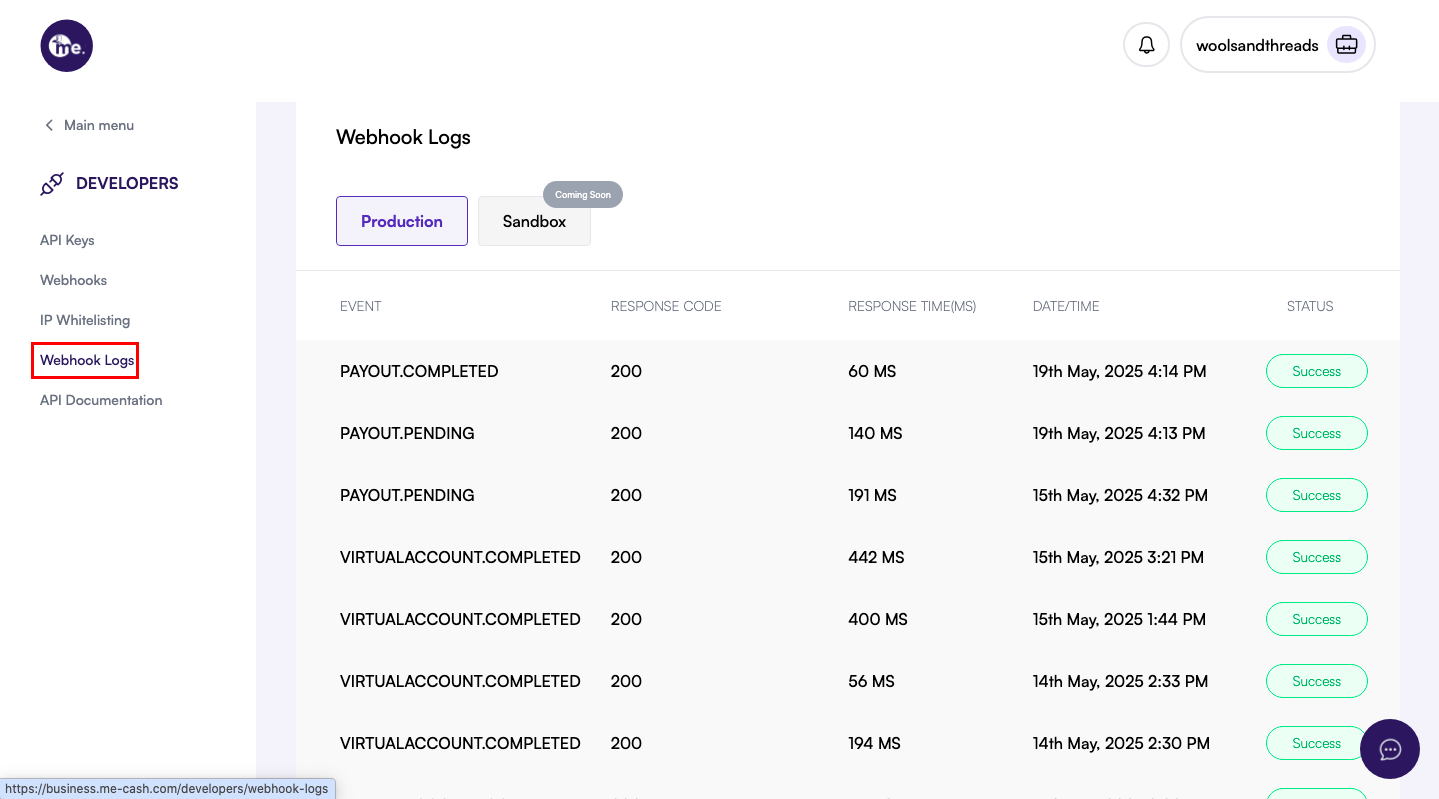 me.
woolsandthreads
Main menu
DEVELOPERS
API Keys
Webhooks
IP Whitelisting
Webhook Logs
API Documentation
Webhook Logs
Coming Soon
Production
Sandbox
EVENT RESPONSE CODE RESPONSE TIME(MS) DATE/TIME STATUS
PAYOUT.COMPLETED 200 60 MS 19th May, 2025 4:14 PM Success
PAYOUT.PENDING 200 140 MS 19th May, 2025 4:13 PM Success
PAYOUT.PENDING 200 191 MS 15th May, 2025 4:32 PM Success
VIRTUALACCOUNT.COMPLETED 200 442 MS 15th May, 2025 3:21 PM Success
VIRTUALACCOUNT.COMPLETED 200 400 MS 15th May, 2025 1:44 PM Success
VIRTUALACCOUNT.COMPLETED 200 56 MS 14th May, 2025 2:33 PM Success
VIRTUALACCOUNT.COMPLETED 200 194 MS 14th May, 2025 2:30 PM Success
https://business.me-cash.com/developers/webhook-logs